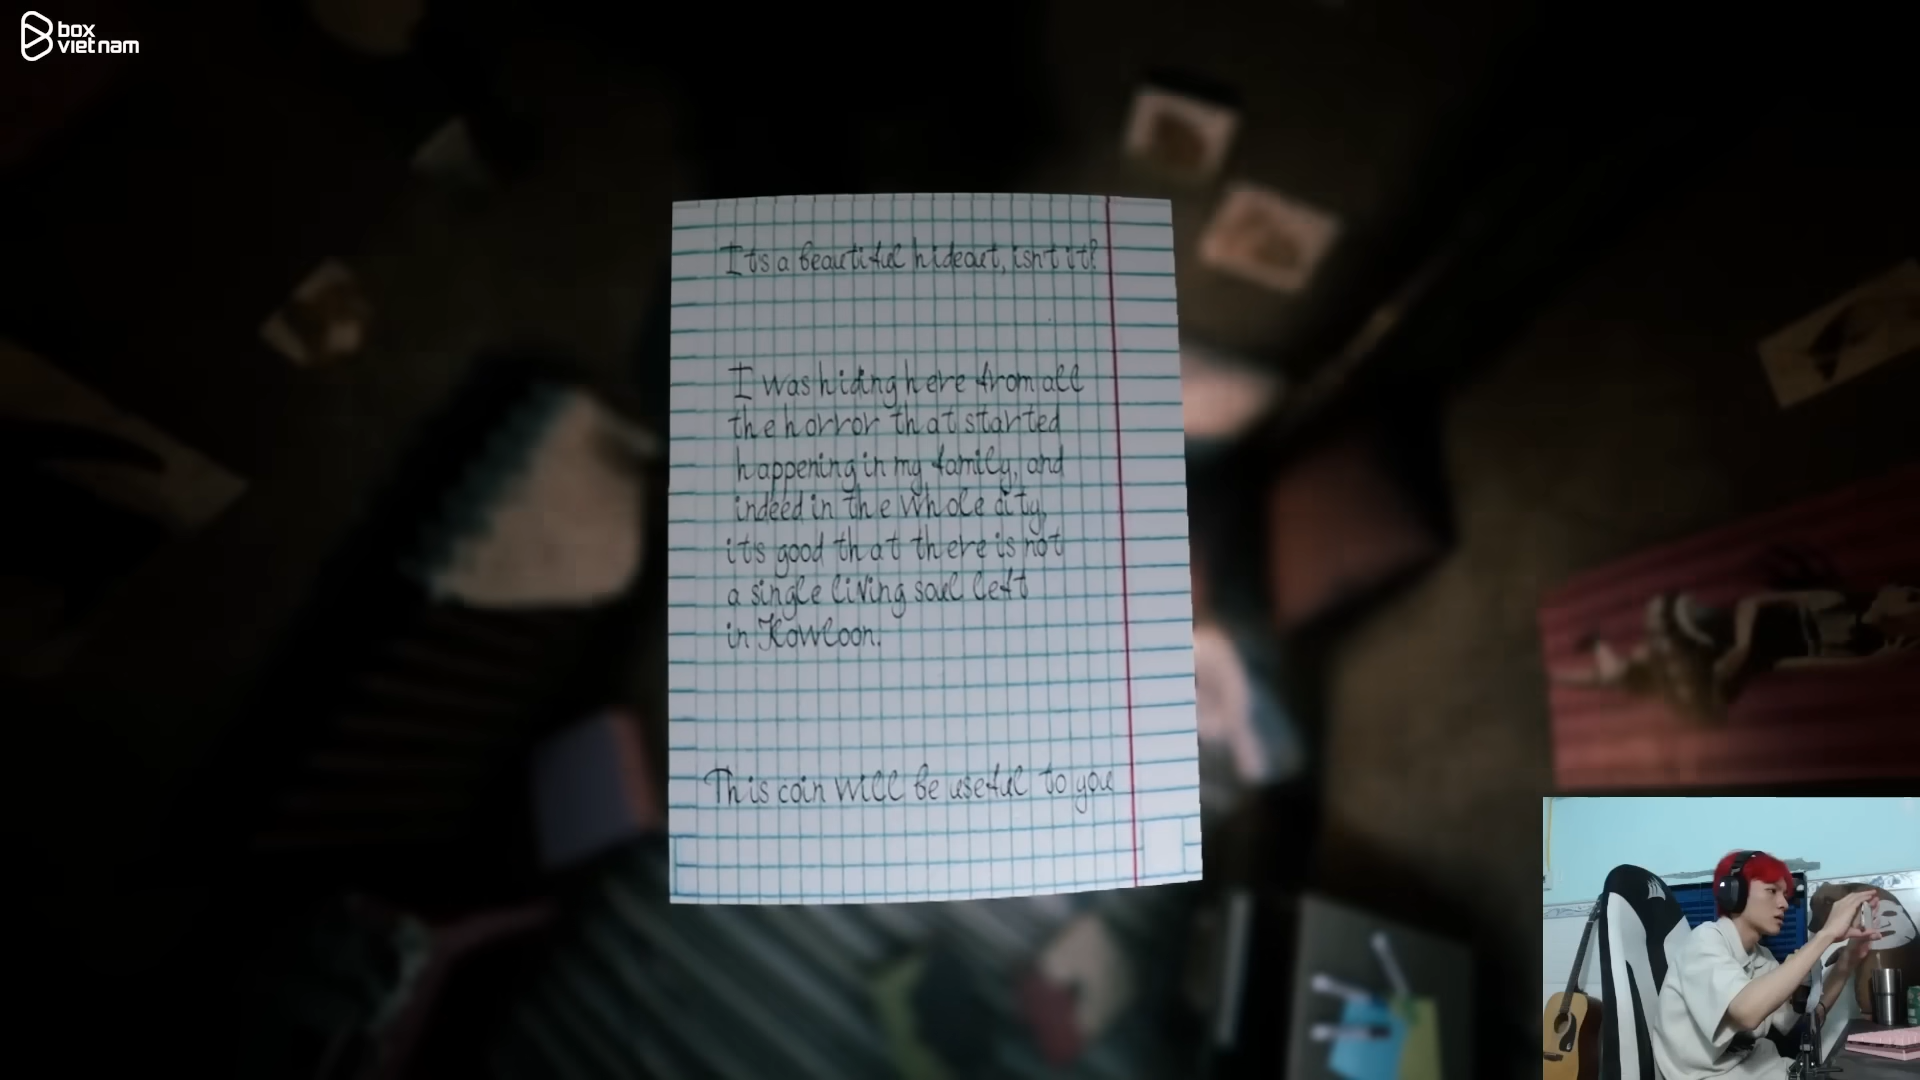 box
vietnam
It's a beautiful hideout, isn't it?
I was hiding here from all
the horror that started
happening in my family, and
indeed in the whole city,
it's good that there is not
a single living soul left
in Kowloon.
This coin will be useful to you